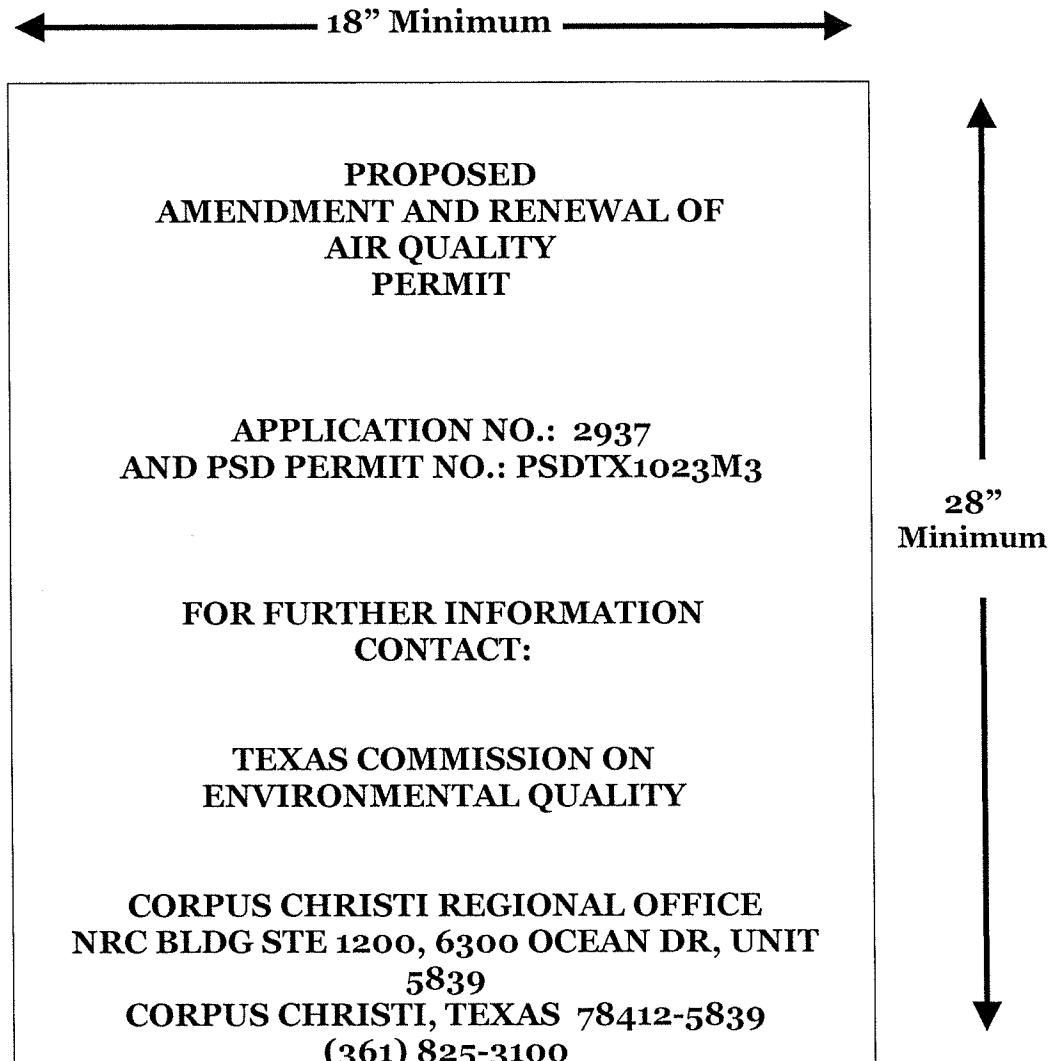 18” Minimum
PROPOSED
AMENDMENT AND RENEWAL OF
AIR QUALITY
PERMIT
APPLICATION NO.: 2937
AND PSD PERMIT NO.: PSDTX1023M3
28”
Minimum
FOR FURTHER INFORMATION
CONTACT:
TEXAS COMMISSION ON
ENVIRONMENTAL QUALITY
CORPUS CHRISTI REGIONAL OFFICE
NRC BLDG STE 1200, 6300 OCEAN DR, UNIT
5839
CORPUS CHRISTI, TEXAS 78412-5839
(361) 825-3100